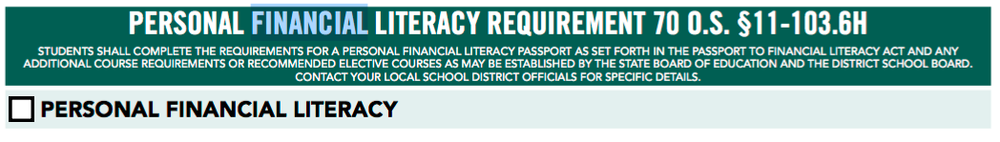 PERSONAL FINANCIAL LITERACY REQUIREMENT 70 O.S. §11-103.6H
STUDENTS SHALL COMPLETE THE REQUIREMENTS FOR A PERSONAL FINANCIAL LITERACY PASSPORT AS SET FORTH IN THE PASSPORT TO FINANCIAL LITERACY ACT AND ANY
ADDITIONAL COURSE REQUIREMENTS OR RECOMMENDED ELECTIVE COURSES AS MAY BE ESTABLISHED BY THE STATE BOARD OF EDUCATION AND THE DISTRICT SCHOOL BOARD.
CONTACT YOUR LOCAL SCHOOL DISTRICT OFFICIALS FOR SPECIFIC DETAILS.
PERSONAL FINANCIAL LITERACY